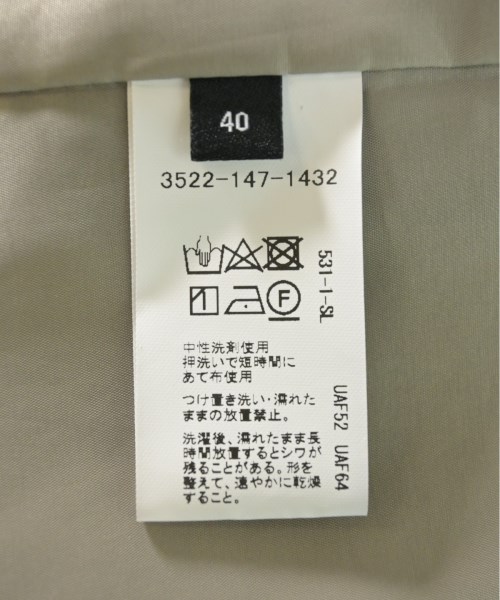 40
3522-147-1432
531-1-SL
F
中性洗剤使用
押洗いで短時間に
あて布使用
つけ置き洗い・濡れた
ままの放置禁止。
洗濯後、濡れたまま長
時間放置するとシワが
残ることがある。形を
整えて、速やかに乾燥
すること。
UAF52 UAF64